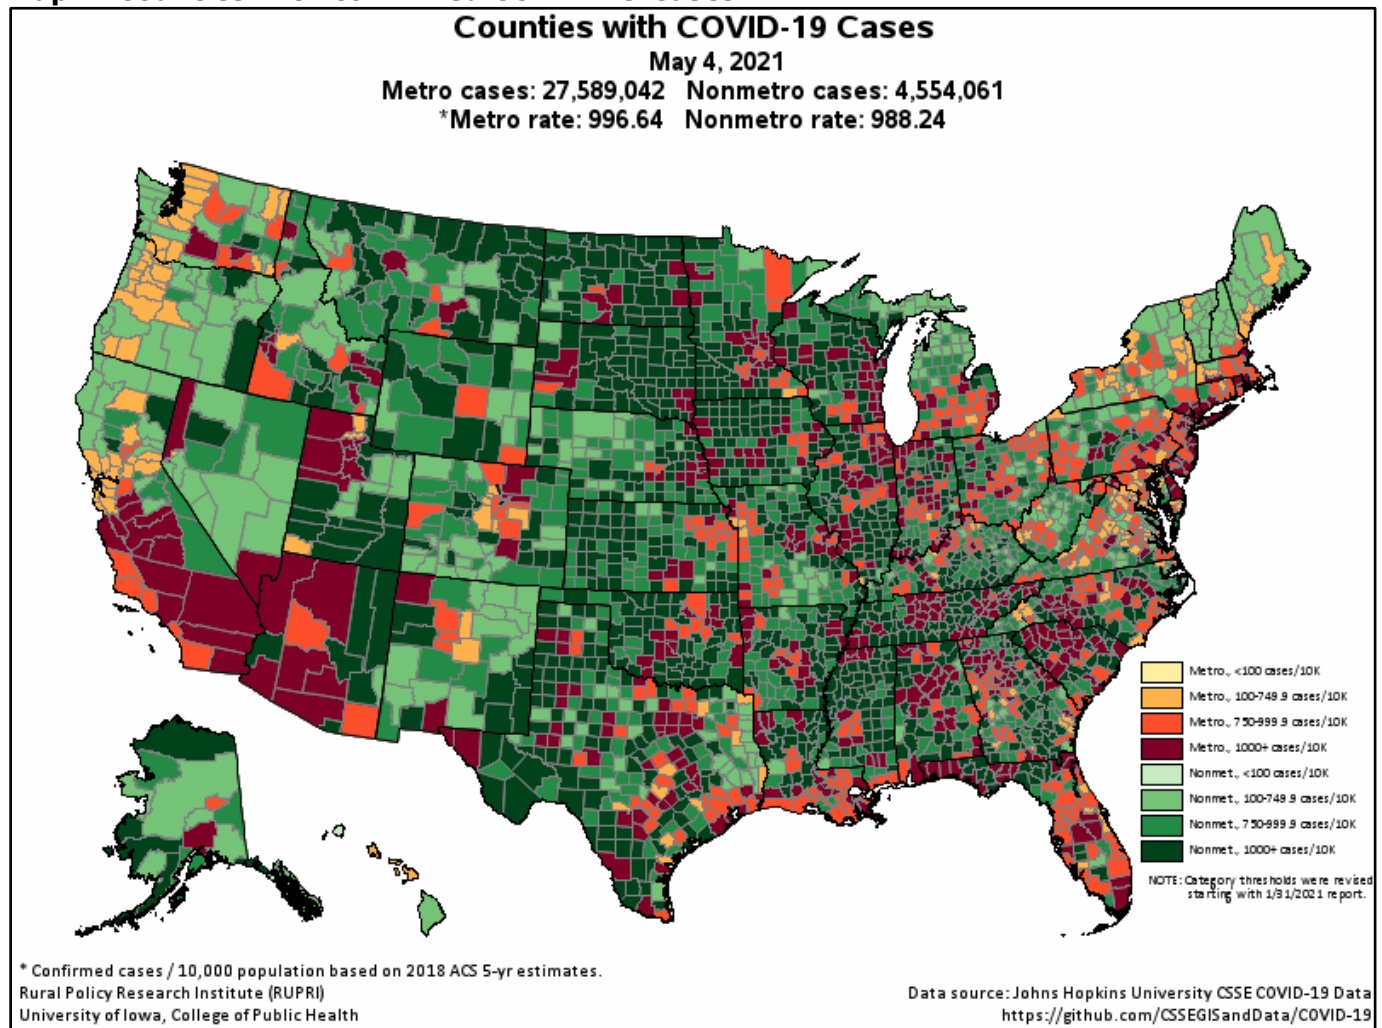 Counties with COVID-19 Cases
May 4, 2021
Metro cases: 27,589,042 Nonmetro cases: 4,554,061
*Metro rate: 996.64 Nonmetro rate: 988.24
Metro., <100 cases/10K
Metro., 100-749.9 cases/10K
Metro., 750-999.9 cases/10K
Metro., 1000+ cases/10K
Nonmet., <100 cases/10K
Nonmet., 100-749.9 cases/10K
Nonmet., 750-999.9 cases/10K
Nonmet., 1000+ cases/10K
NOTE: Category thresholds were revised
starting with 1/31/2021 report.
* Confirmed cases / 10,000 population based on 2018 ACS 5-yr estimates.
Rural Policy Research Institute (RUPRI)
University of Iowa, College of Public Health
Data source: Johns Hopkins University CSSE COVID-19 Data
https://github.com/CSSEGISandData/COVID-19